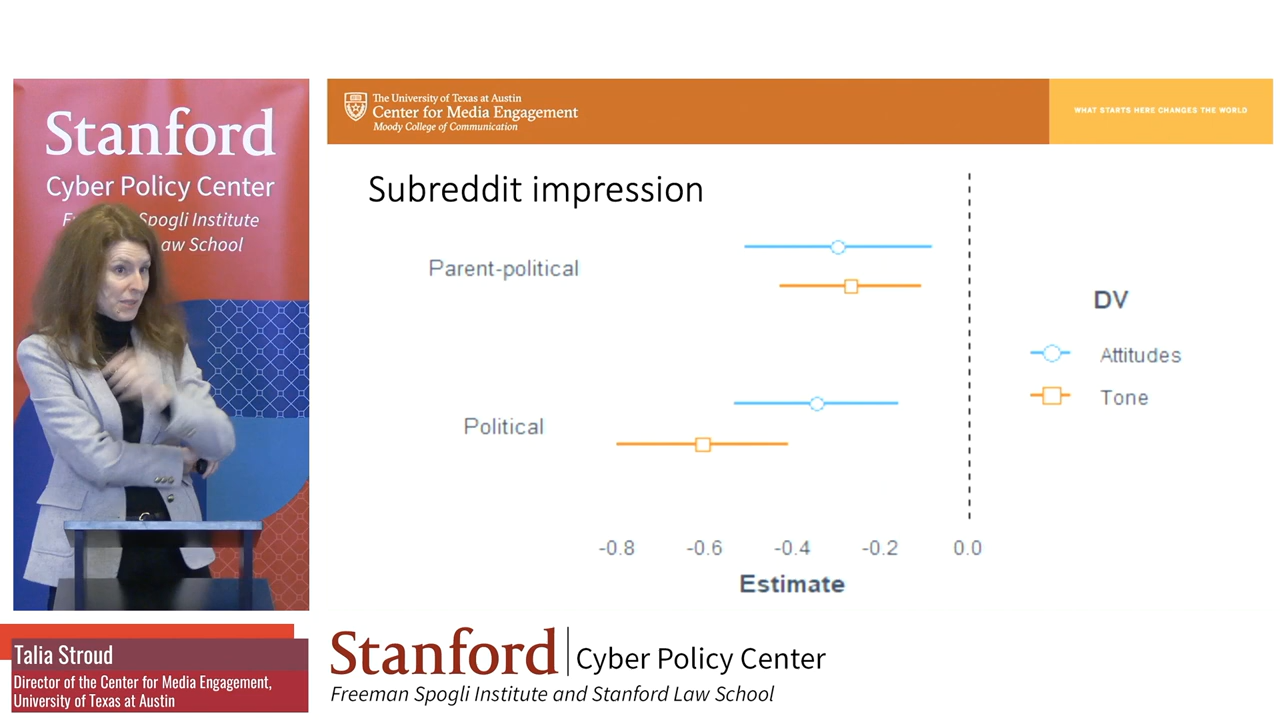 Stanford
Cyber Policy Center
Spogli Institute
aw School
The University of Texas at Austin
Center for Media Engagement
Moody College of Communication
WHAT STARTS HERE CHANGES THE WORLD
Subreddit impression
Parent-political
Political
-0.8 -0.6 -0.4 -0.2 0.0
Estimate
DV
Attitudes
Tone
Talia Stroud
Director of the Center for Media Engagement,
University of Texas at Austin
Stanford | Cyber Policy Center
Freeman Spogli Institute and Stanford Law School